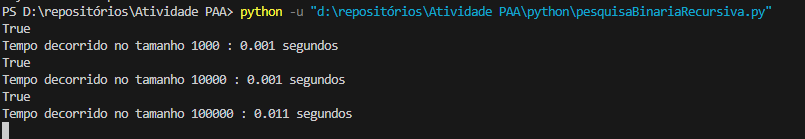 PS D:\repositórios\Atividade PAA> python -u "d:\repositórios\Atividade PAA\python\pesquisaBinariaRecursiva.py"
True
Tempo decorrido no tamanho 1000 : 0.001 segundos
True
Tempo decorrido no tamanho 10000 : 0.001 segundos
True
Tempo decorrido no tamanho 100000 : 0.011 segundos